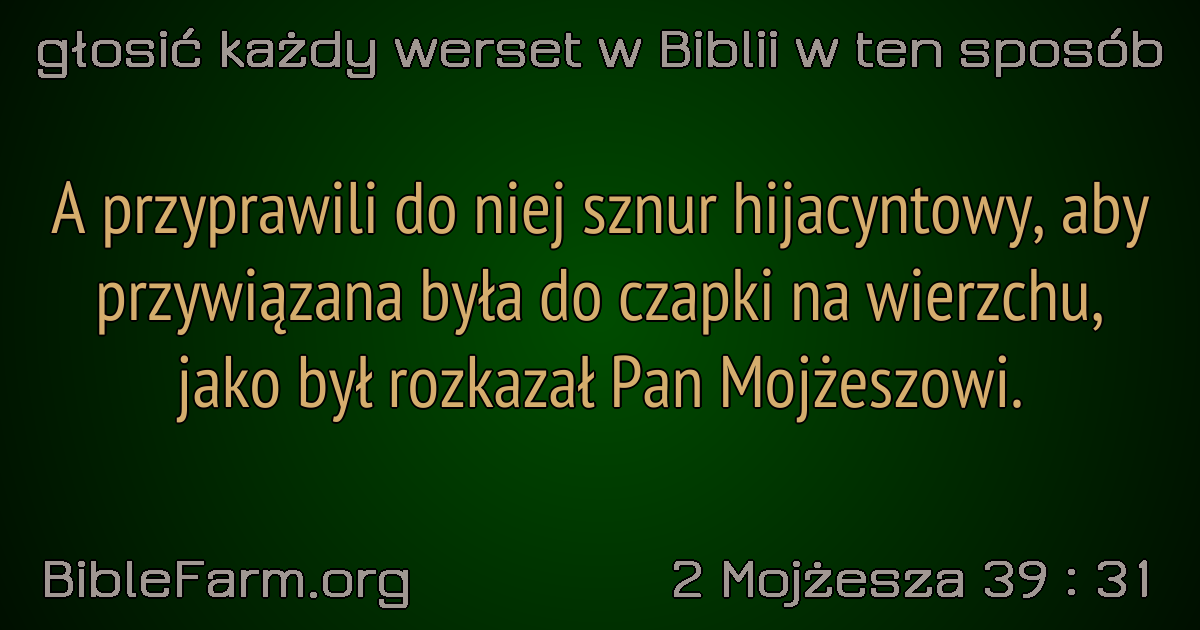 głosić każdy werset w Biblii w ten sposób
A przyprawili do niej sznur hijacyntowy, aby
przywiązana była do czapki na wierzchu,
jako był rozkazał Pan Mojżeszowi.
BibleFarm.org
2 Mojżesza 39 : 31